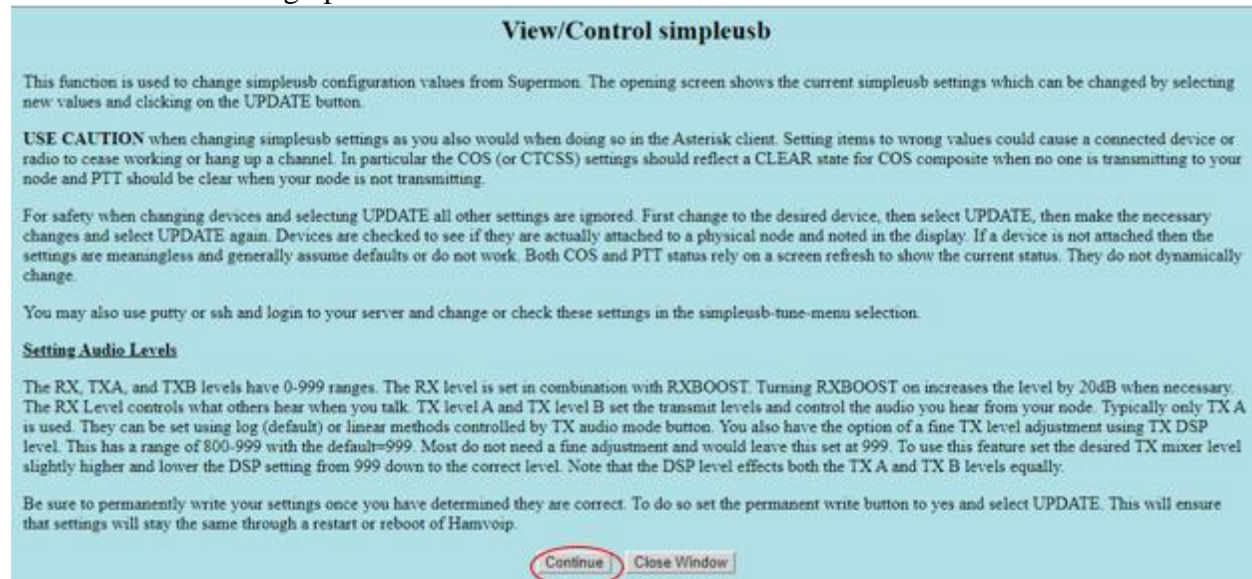 View/Control simpleusb
This function is used to change simpleusb configuration values from Supermon. The opening screen shows the current simpleusb settings which can be changed by selecting
new values and clicking on the UPDATE button.
USE CAUTION when changing simpleusb settings as you also would when doing so in the Asterisk client. Setting items to wrong values could cause a connected device or
radio to cease working or hang up a channel. In particular the COS (or CTCSS) settings should reflect a CLEAR state for COS composite when no one is transmitting to your
node and PTT should be clear when your node is not transmitting.
For safety when changing devices and selecting UPDATE all other settings are ignored. First change to the desired device, then select UPDATE, then make the necessary
changes and select UPDATE again. Devices are checked to see if they are actually attached to a physical node and noted in the display. If a device is not attached then the
settings are meaningless and generally assume defaults or do not work. Both COS and PTT status rely on a screen refresh to show the current status. They do not dynamically
change.
You may also use putty or ssh and login to your server and change or check these settings in the simpleusb-tune-menu selection.
Setting Audio Levels
The RX, TXA, and TXB levels have 0-999 ranges. The RX level is set in combination with RXBOOST. Turning RXBOOST on increases the level by 20dB when necessary.
The RX Level controls what others hear when you talk. TX level A and TX level B set the transmit levels and control the audio you hear from your node. Typically only TX A
is used. They can be set using log (default) or linear methods controlled by TX audio mode button. You also have the option of a fine TX level adjustment using TX DSP
level. This has a range of 800-999 with the default=999. Most do not need a fine adjustment and would leave this set at 999. To use this feature set the desired TX mixer level
slightly higher and lower the DSP setting from 999 down to the correct level. Note that the DSP level effects both the TX A and TX B levels equally.
Be sure to permanently write your settings once you have determined they are correct. To do so set the permanent write button to yes and select UPDATE. This will ensure
that settings will stay the same through a restart or reboot of Hamvoip.
Continue Close Window